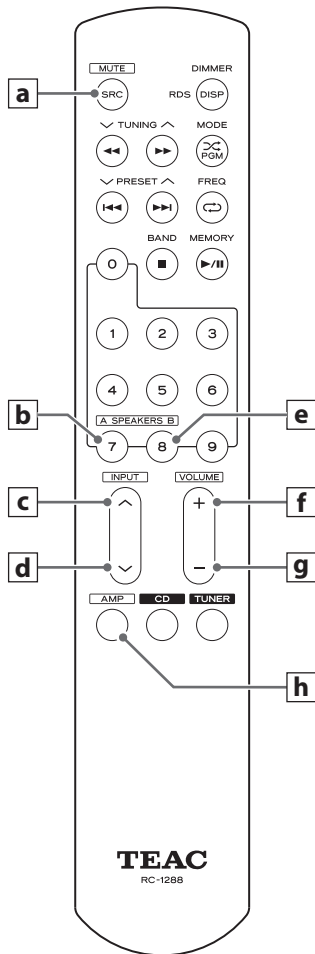 MUTE DIMMER
a SRC RDS DISP
TUNING MODE
PGM
PRESET FREQ
BAND MEMORY
0
1 2 3
4 5 6
b A SPEAKERS B e
7 8 9
INPUT VOLUME
c + f
d − g
AMP CD TUNER
h
TEAC
RC-1288